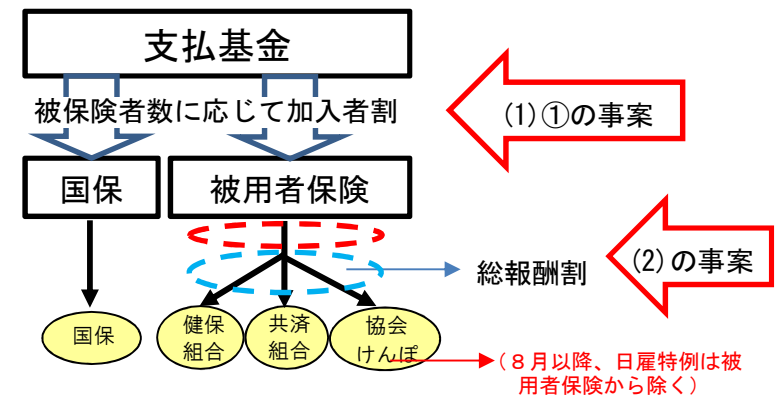 支払基金
被保険者数に応じて加入者割
(1)①の事案
国保
被用者保険
総報酬割
(2)の事案
国保
健保
組合
共済
組合
協会
けんぽ
(8月以降、日雇特例は被
用者保険から除く)